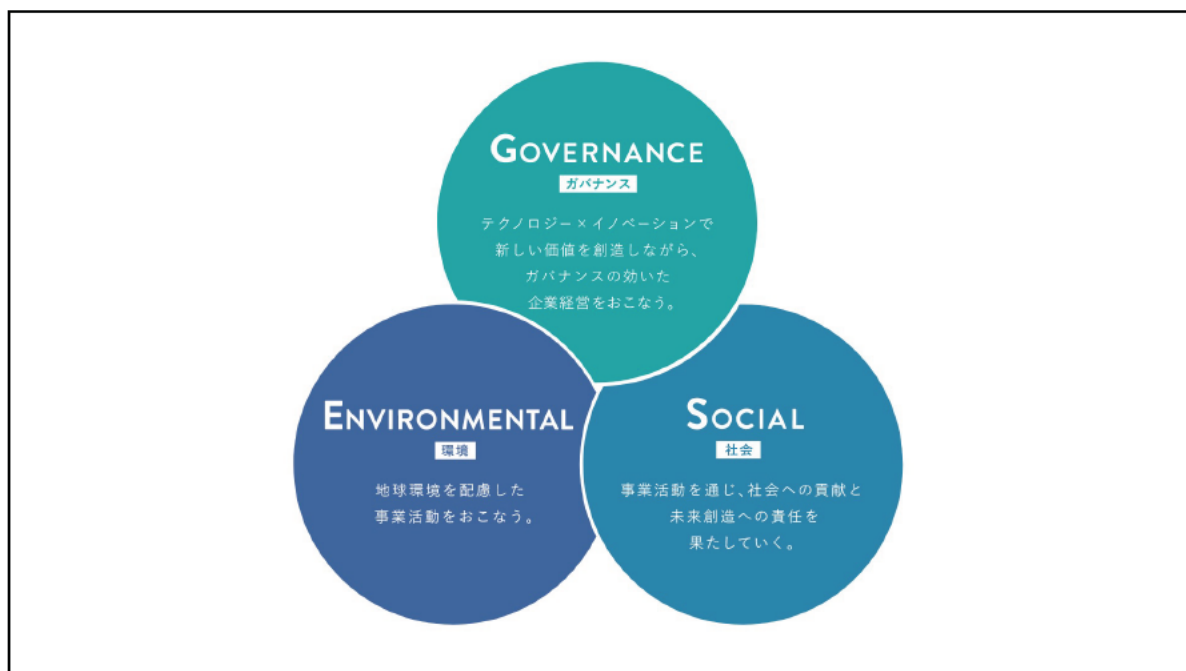 GOVERNANCE
ガバナンス
テクノロジー×イノベーションで
新しい価値を創造しながら、
ガバナンスの効いた
企業経営をおこなう。
ENVIRONMENTAL
環境
地球環境を配慮した
事業活動をおこなう。
SOCIAL
社会
事業活動を通じ、社会への貢献と
未来創造への責任を
果たしていく。